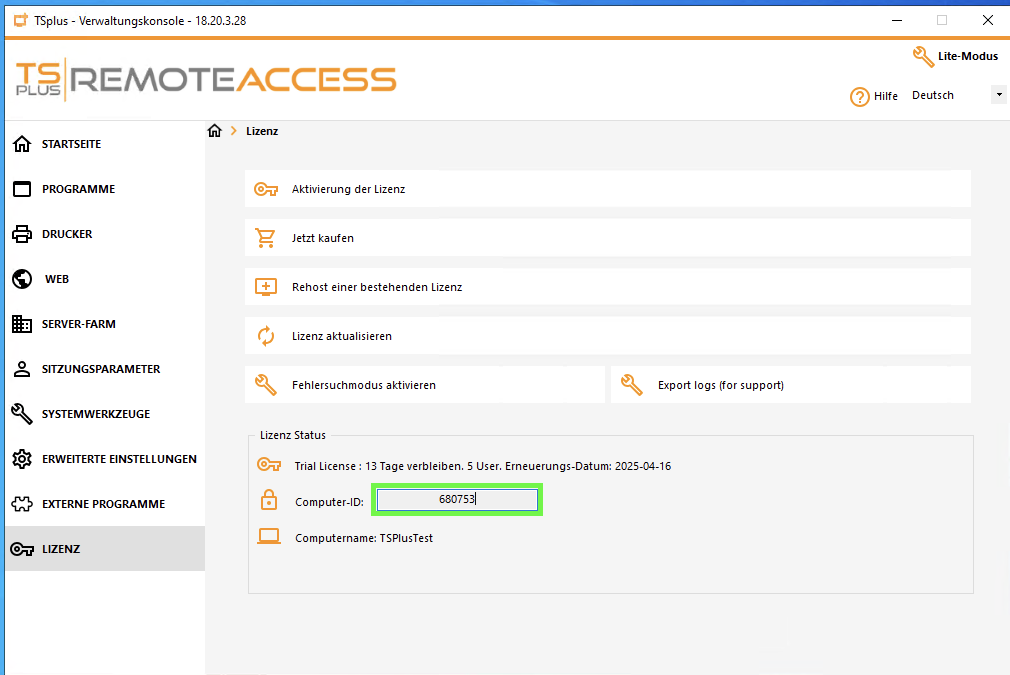 TSplus - Verwaltungskonsole - 18.20.3.28
Lite-Modus
TS PLUS REMOTEACCESS
Hilfe Deutsch
Lizenz
STARTSEITE
PROGRAMME
DRUCKER
WEB
SERVER-FARM
SITZUNGSPARAMETER
SYSTEMWERKZEUGE
ERWEITERTE EINSTELLUNGEN
EXTERNE PROGRAMME
LIZENZ
Aktivierung der Lizenz
Jetzt kaufen
Rehost einer bestehenden Lizenz
Lizenz aktualisieren
Fehlersuchmodus aktivieren
Export logs (for support)
Lizenz Status
Trial License : 13 Tage verbleiben. 5 User. Erneuerungs-Datum: 2025-04-16
Computer-ID: 680753
Computername: TSPlusTest